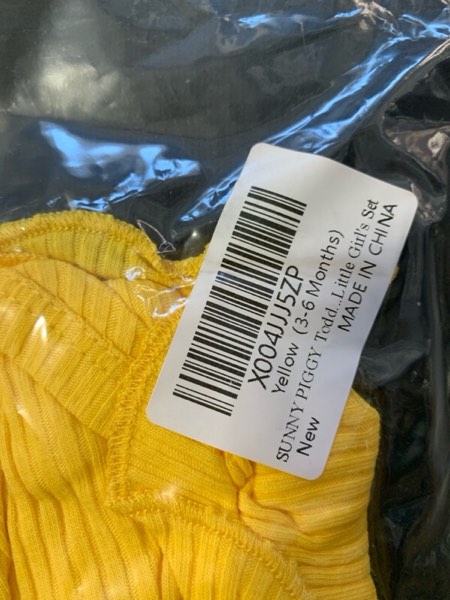 X004JJJ5ZP
Yellow (3-6 Months)
SUNNY PIGGY Todd...Little Girl's Set
New MADE IN CHINA